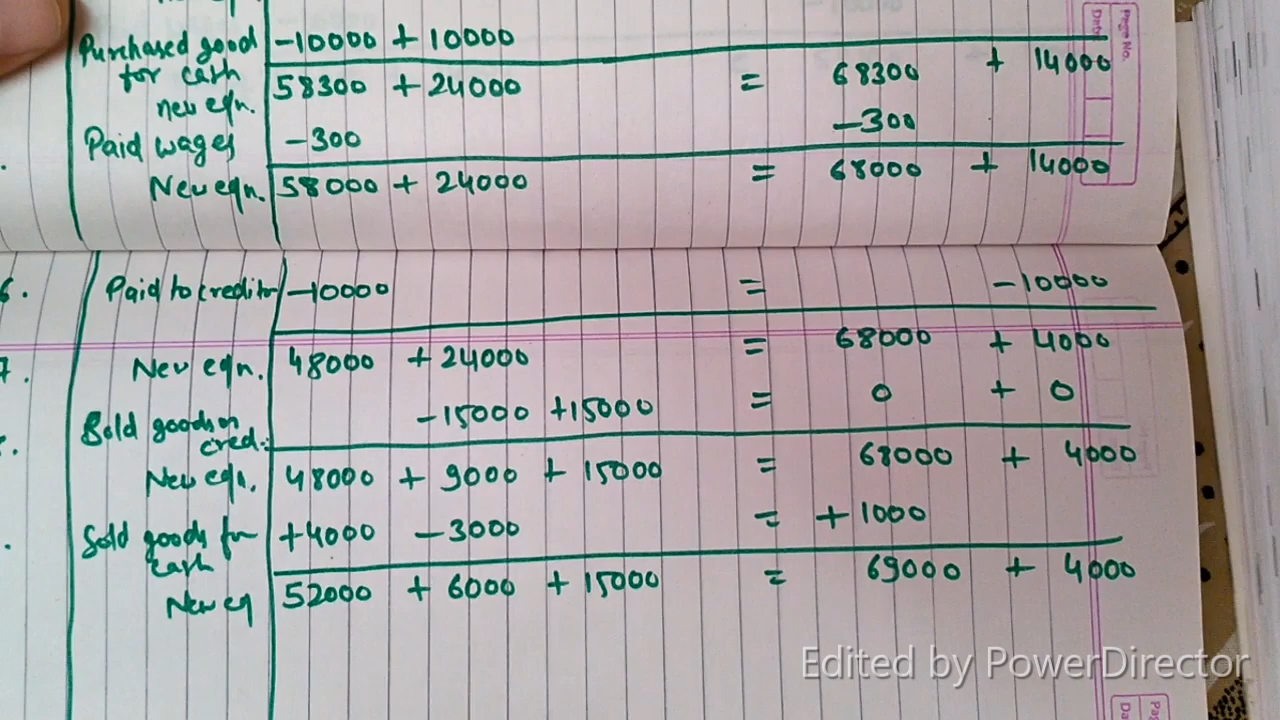 Purchased good -10000 + 10000
for cash
new eqn. 58300 + 24000 = 68300 + 14000
Paid wages -300 -300
New eqn. 58000 + 24000 = 68000 + 14000
Page No.
Date
6. Paid to creditor -10000 = -10000
7. New eqn. 48000 + 24000 = 68000 + 4000
Sold goods on -15000 +15000 = 0 + 0
cred.
New eqn. 48000 + 9000 + 15000 = 68000 + 4000
Sold goods for +4000 -3000 = +1000
cash
New eq 52000 + 6000 + 15000 = 69000 + 4000
Edited by PowerDirector